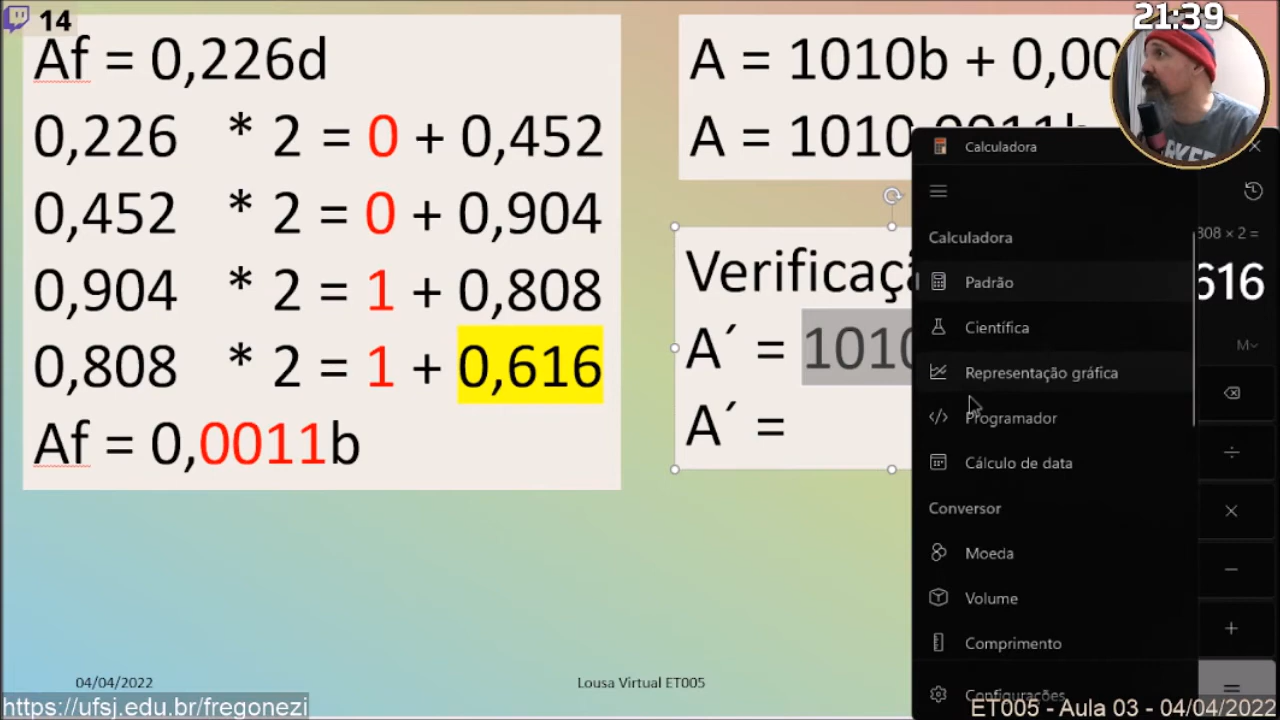 14
21:39
Af = 0,226d
0,226 * 2 = 0 + 0,452
0,452 * 2 = 0 + 0,904
0,904 * 2 = 1 + 0,808
0,808 * 2 = 1 + 0,616
Af = 0,0011b
A = 1010b + 0,00
A = 1010,0011b
Verificaçã
A´ = 1010
A´ =
Calculadora
808 × 2 =
616
M
Calculadora
Padrão
Científica
Representação gráfica
Programador
Cálculo de data
Conversor
Moeda
Volume
Comprimento
Configurações
04/04/2022
Lousa Virtual ET005
https://ufsj.edu.br/fregonezi
ET005 - Aula 03 - 04/04/2022